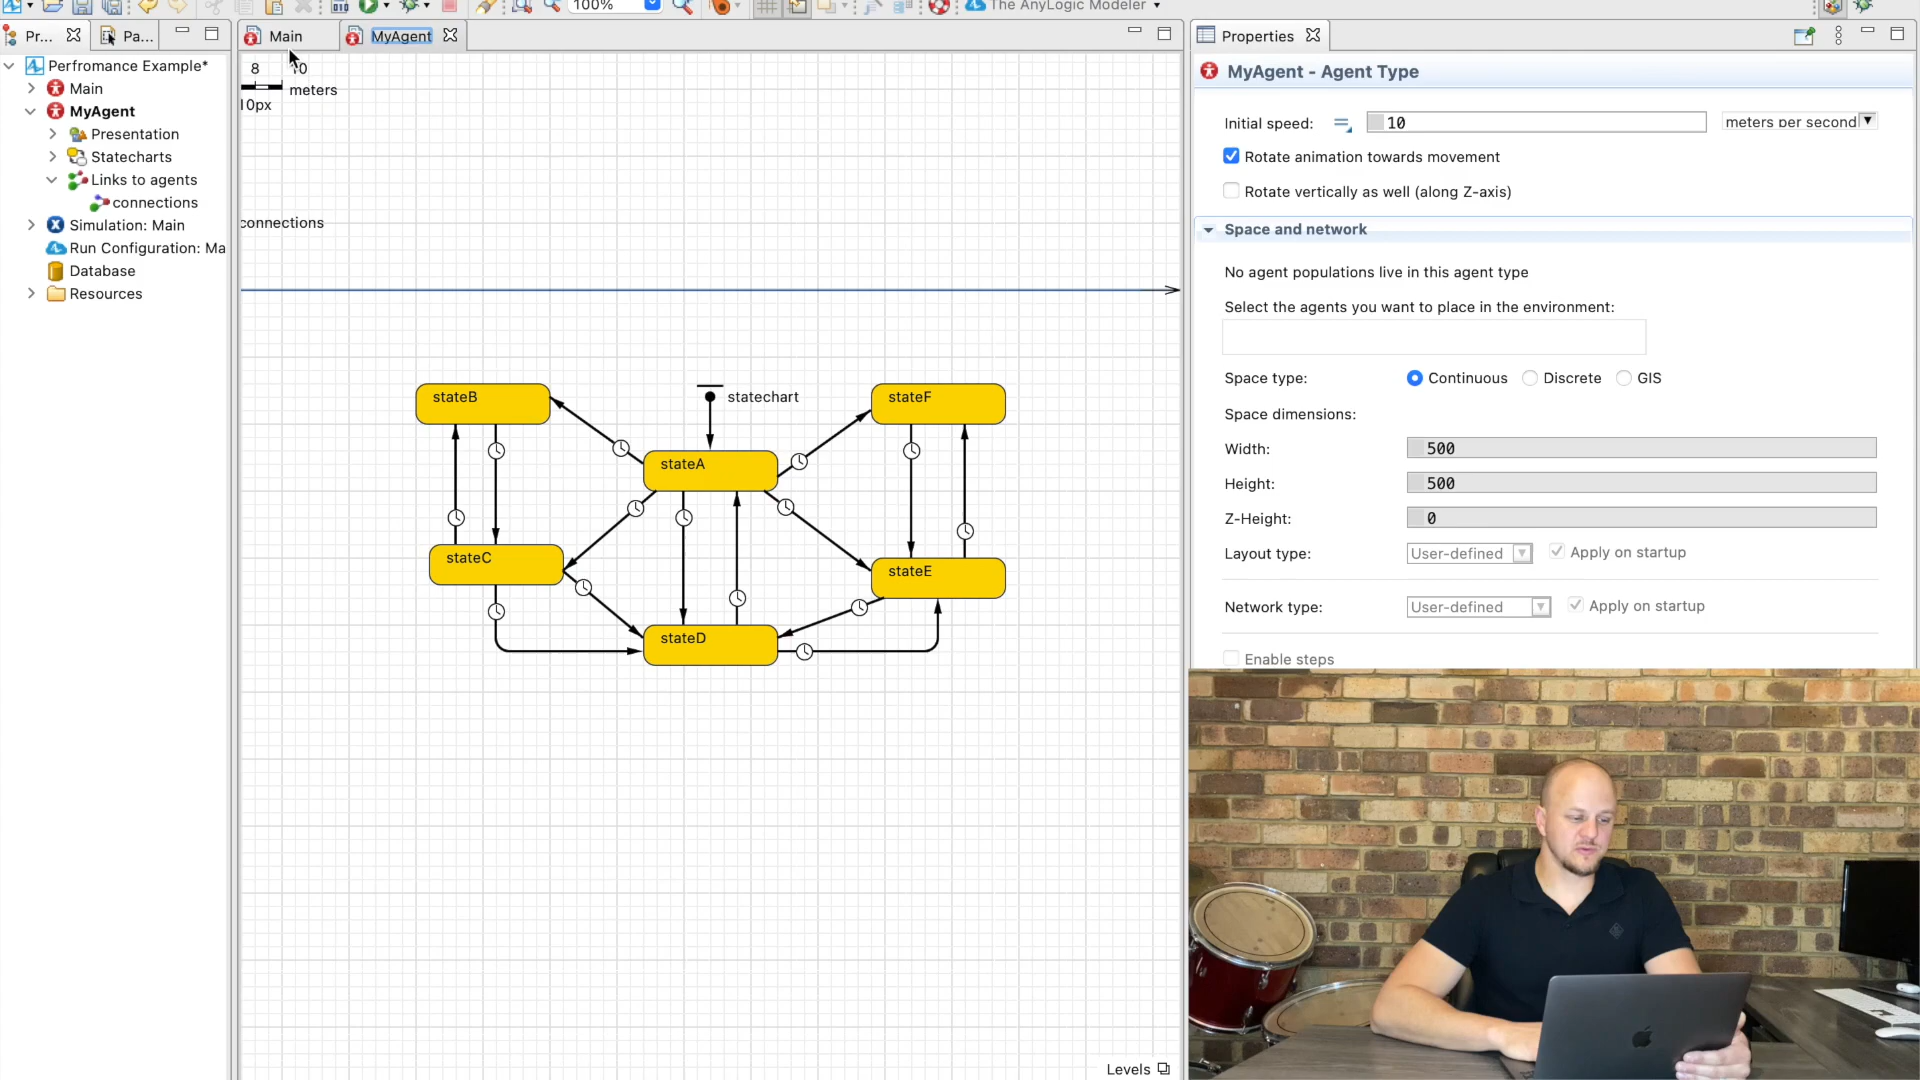 100%
The AnyLogic Modeler
Pr...
Pa...
Main
MyAgent
Properties
Perfromance Example*
Main
MyAgent
Presentation
Statecharts
Links to agents
connections
Simulation: Main
Run Configuration: Ma
Database
Resources
8
10
meters
10px
connections
statechart
stateB
stateF
stateA
stateC
stateE
stateD
Levels
MyAgent - Agent Type
Initial speed:
10
meters per second
Rotate animation towards movement
Rotate vertically as well (along Z-axis)
Space and network
No agent populations live in this agent type
Select the agents you want to place in the environment:
Space type:
Continuous
Discrete
GIS
Space dimensions:
Width:
500
Height:
500
Z-Height:
0
Layout type:
User-defined
Apply on startup
Network type:
User-defined
Apply on startup
Enable steps